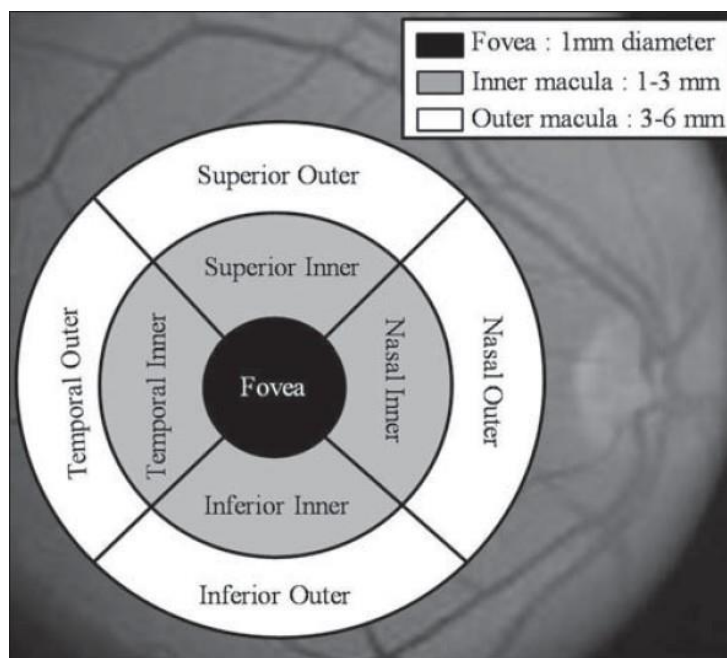 Fovea : 1mm diameter
Inner macula : 1-3 mm
Outer macula : 3-6 mm
Superior Outer
Superior Inner
Temporal Outer
Temporal Inner
Fovea
Nasal Inner
Nasal Outer
Inferior Inner
Inferior Outer